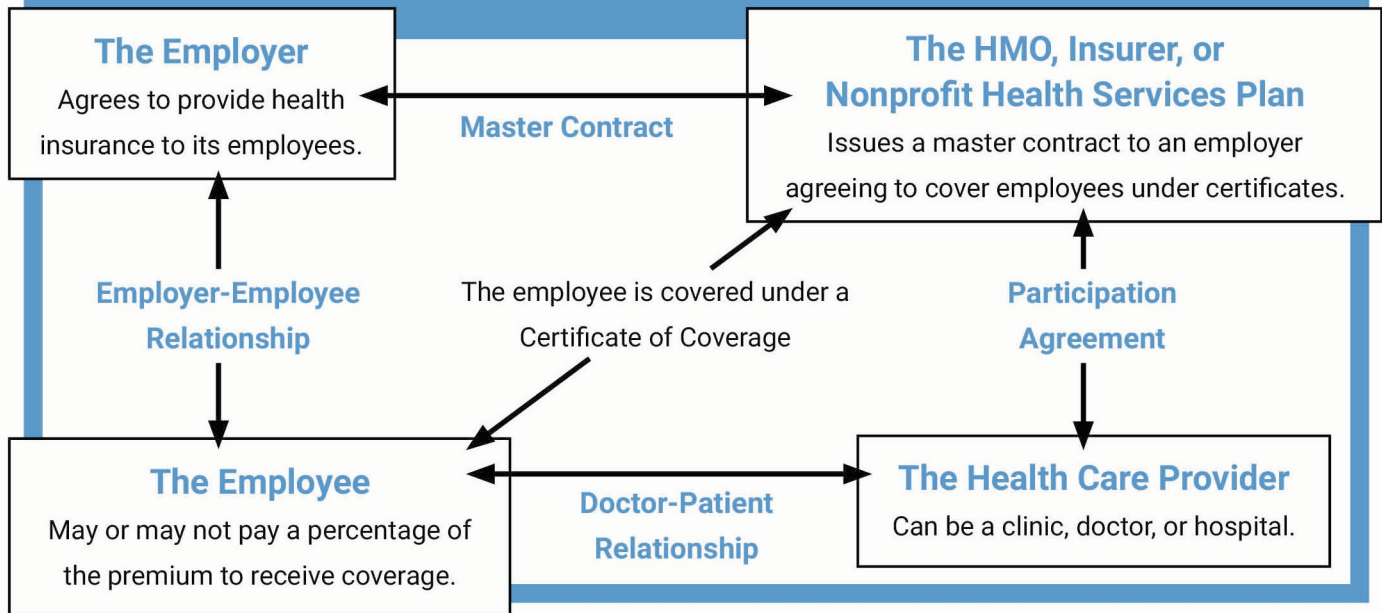 The Employer
Agrees to provide health
insurance to its employees.
Master Contract
The HMO, Insurer, or
Nonprofit Health Services Plan
Issues a master contract to an employer
agreeing to cover employees under certificates.
Employer-Employee
Relationship
The employee is covered under a
Certificate of Coverage
Participation
Agreement
The Employee
May or may not pay a percentage of
the premium to receive coverage.
Doctor-Patient
Relationship
The Health Care Provider
Can be a clinic, doctor, or hospital.